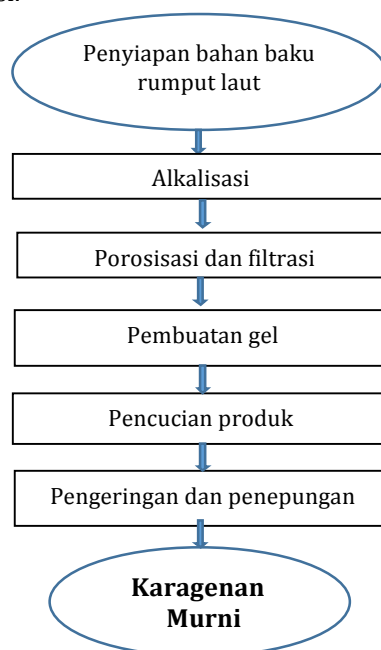 Penyiapan bahan baku
rumput laut
Alkalisasi
Porosisasi dan filtrasi
Pembuatan gel
Pencucian produk
Pengeringan dan penepungan
Karagenan
Murni